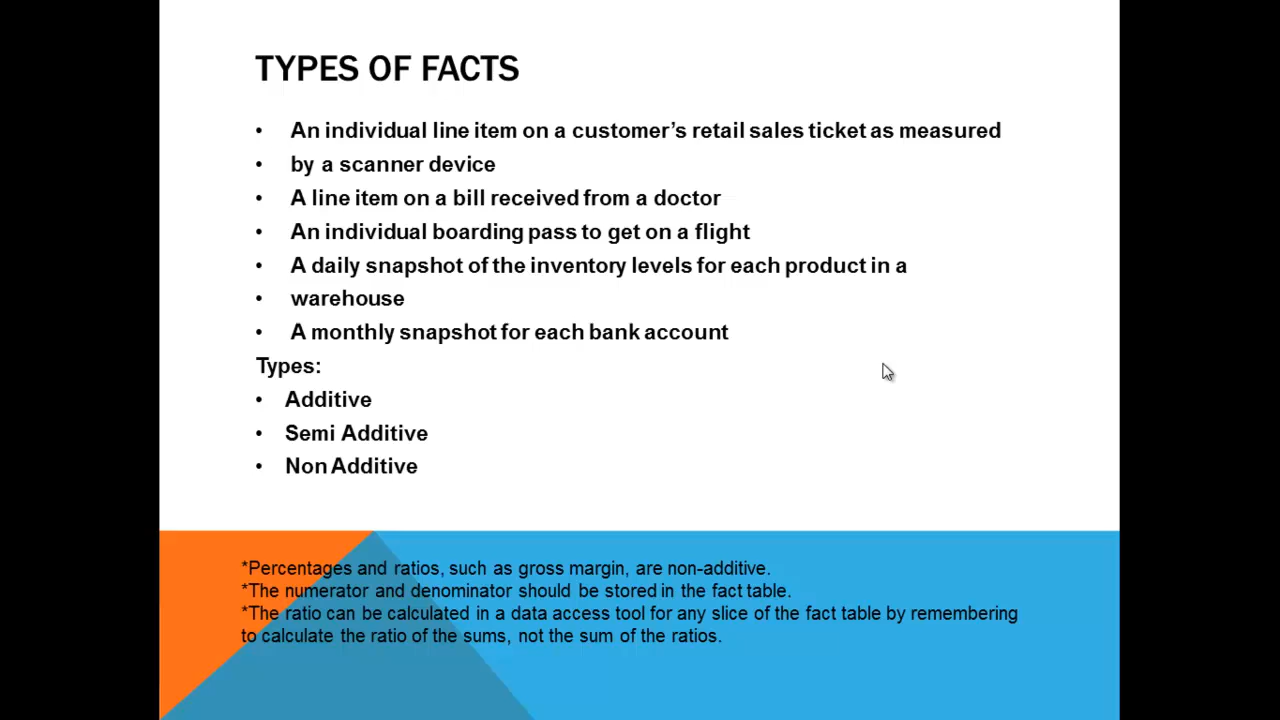 TYPES OF FACTS
• An individual line item on a customer's retail sales ticket as measured
• by a scanner device
• A line item on a bill received from a doctor
• An individual boarding pass to get on a flight
• A daily snapshot of the inventory levels for each product in a
• warehouse
• A monthly snapshot for each bank account
Types:
• Additive
• Semi Additive
• Non Additive
*Percentages and ratios, such as gross margin, are non-additive.
*The numerator and denominator should be stored in the fact table.
*The ratio can be calculated in a data access tool for any slice of the fact table by remembering
to calculate the ratio of the sums, not the sum of the ratios.